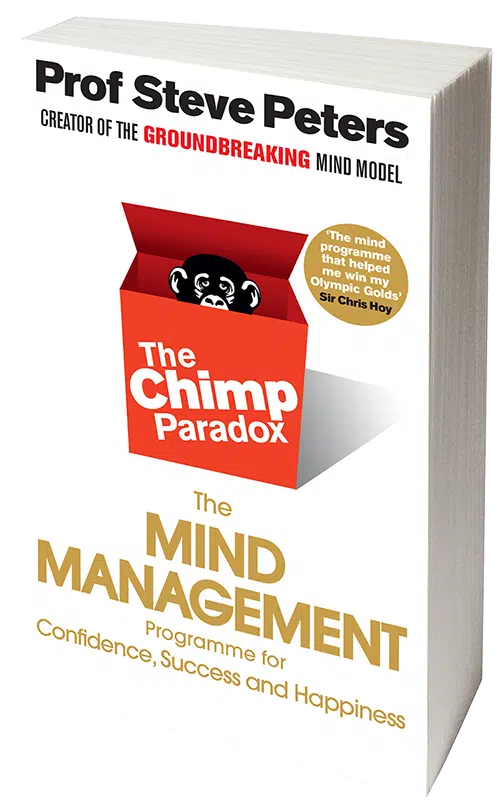 Prof Steve Peters
CREATOR OF THE GROUNDBREAKING MIND MODEL
'The mind
programme
that helped
me win my
Olympic Golds'
Sir Chris Hoy
The
Chimp
Paradox
The
MIND
MANAGEMENT
Programme for
Confidence, Success and Happiness